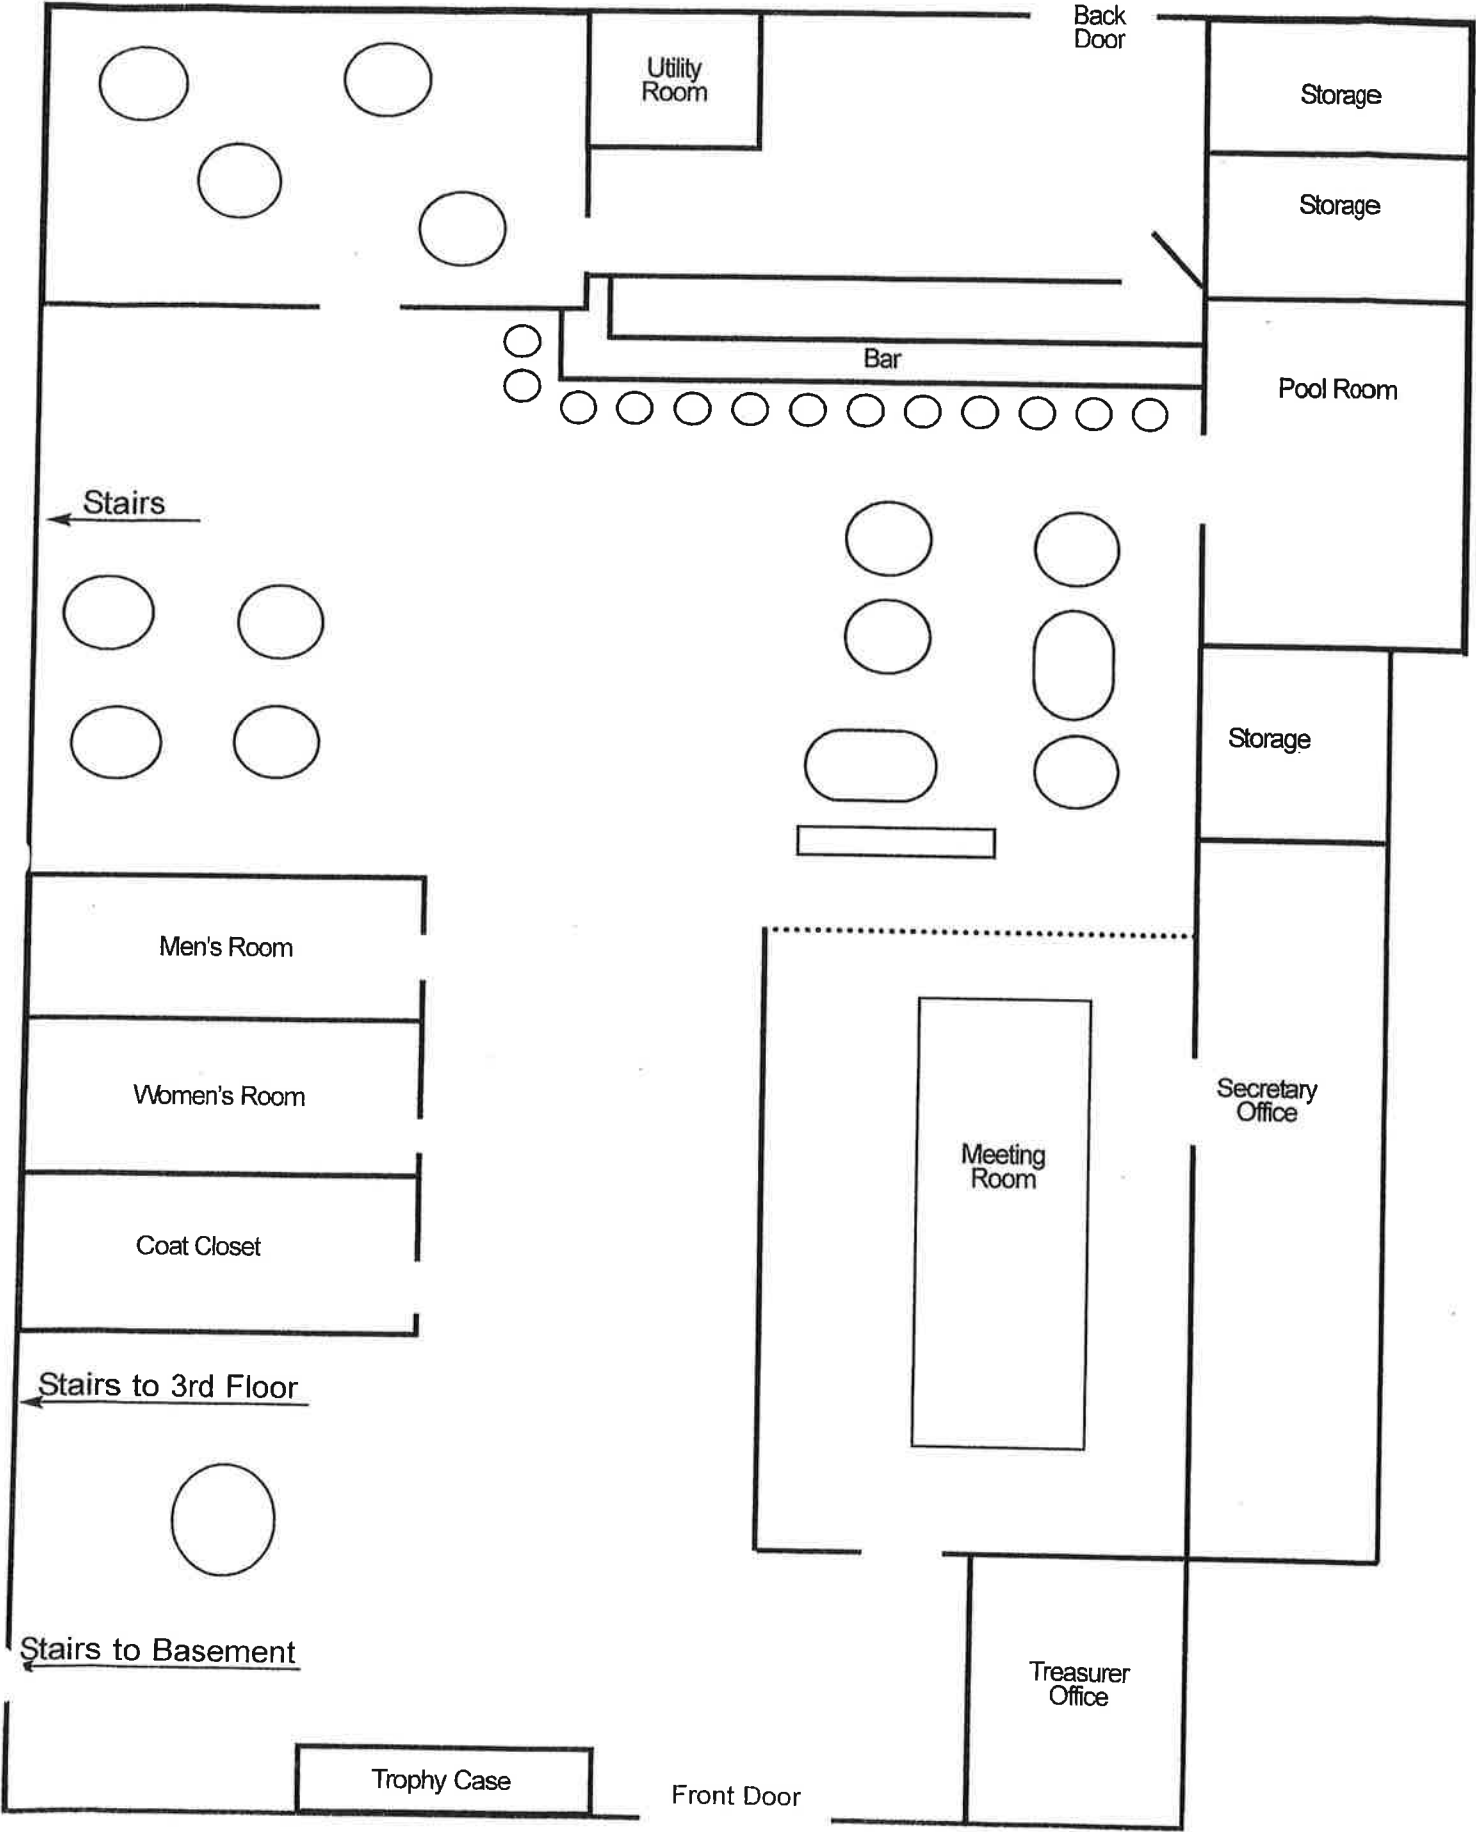 Back
Door
Utility
Room
Storage
Storage
Bar
Pool Room
Stairs
Storage
Men's Room
Women's Room
Secretary
Office
Meeting
Room
Coat Closet
Stairs to 3rd Floor
Stairs to Basement
Treasurer
Office
Trophy Case
Front Door